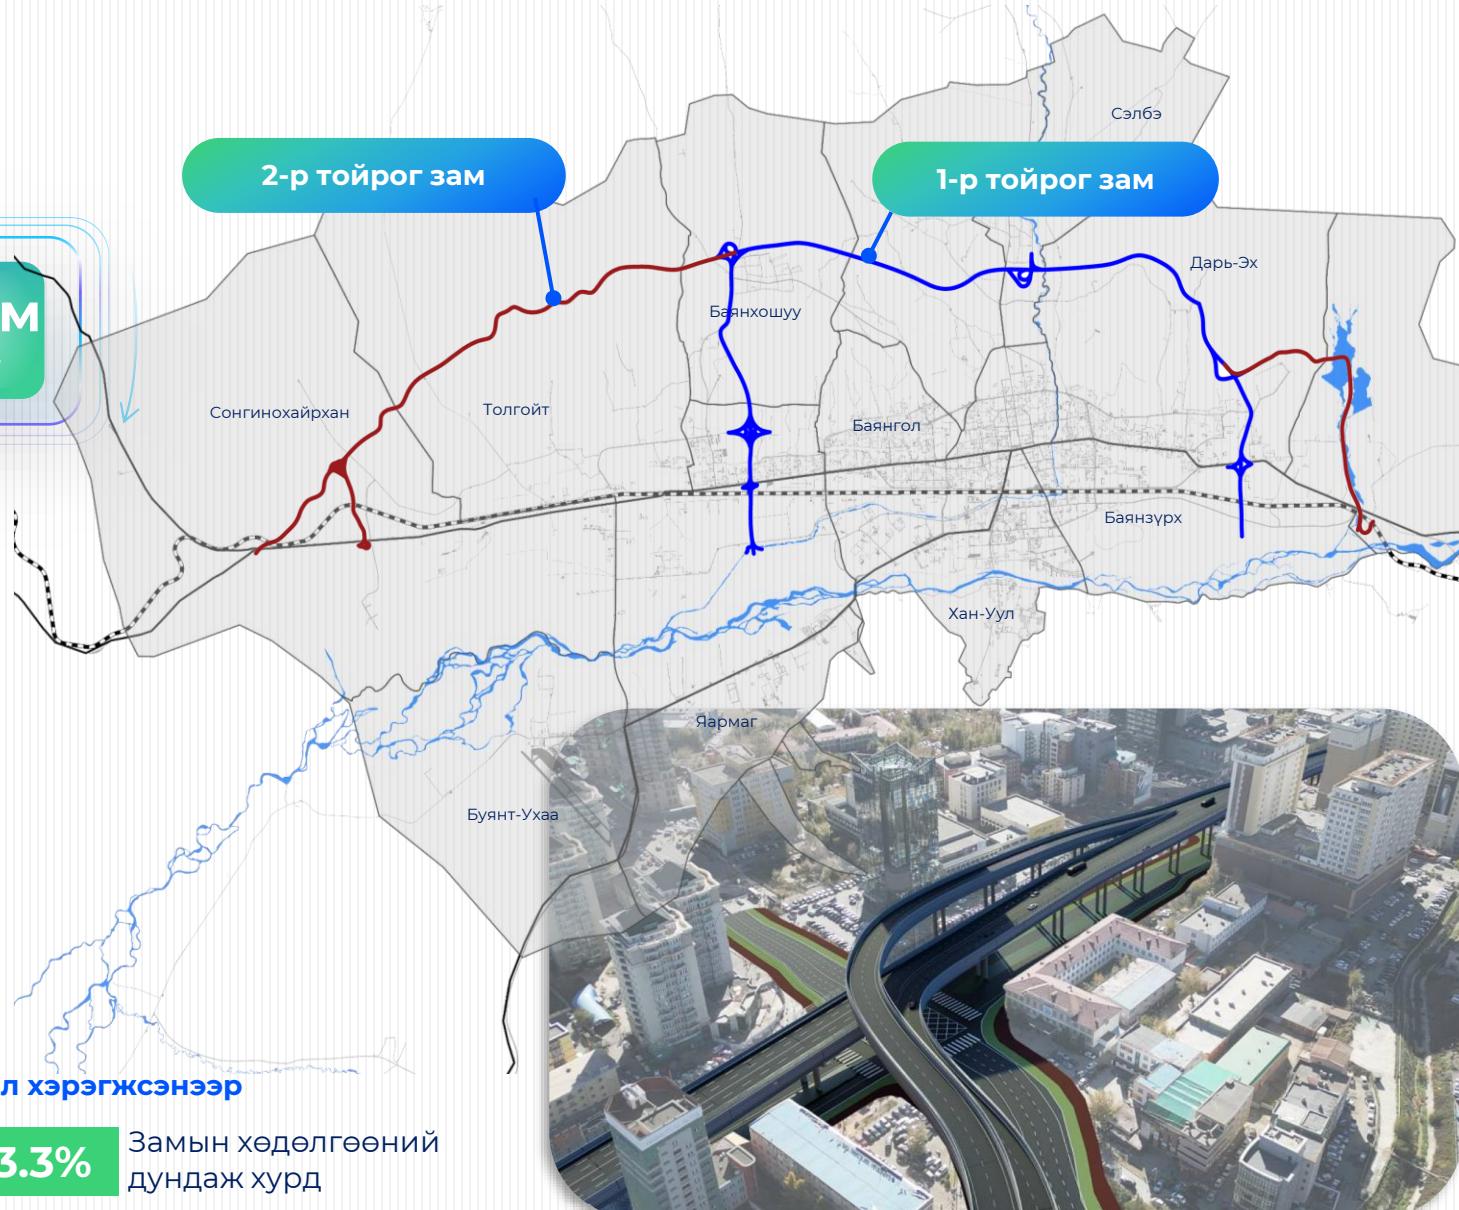 Сэлбэ
2-р тойрог зам
1-р тойрог зам
Дарь-Эх
Баянхошуу
Сонгинохайрхан
Толгойт
Баянгол
Баянзүрх
Хан-Уул
Яармаг
Буянт-Ухаа
хэрэгжсэнээр
3.3%
Замын хөдөлгөөний
дундаж хурд